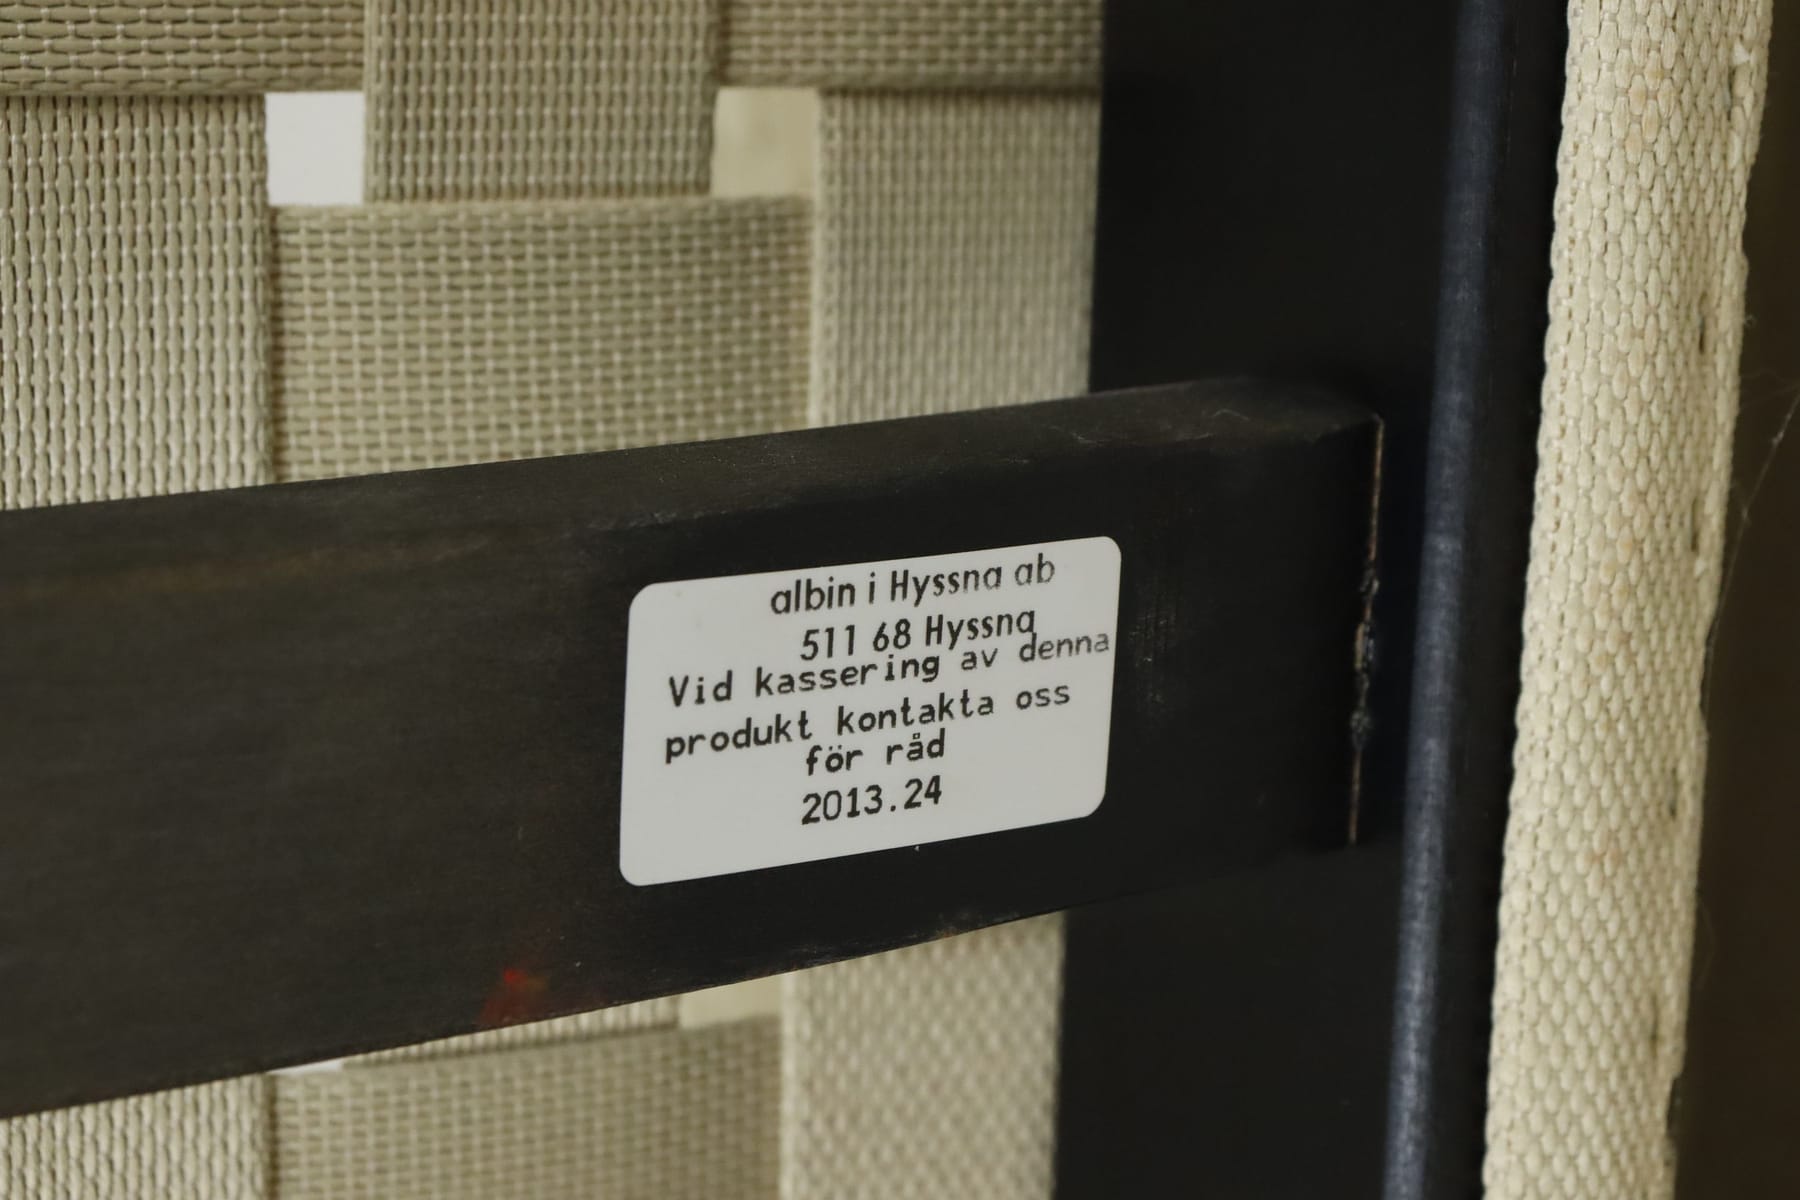 albin i Hyssna ab
511 68 Hyssna
Vid kassering av denna
produkt kontakta oss
för råd
2013.24